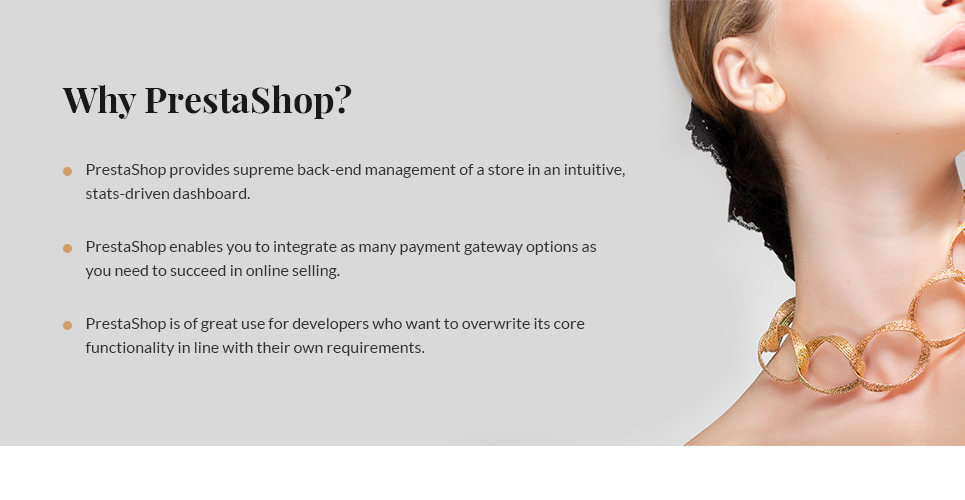 Why PrestaShop?
PrestaShop provides supreme back-end management of a store in an intuitive,
stats-driven dashboard.
PrestaShop enables you to integrate as many payment gateway options as
you need to succeed in online selling.
PrestaShop is of great use for developers who want to overwrite its core
functionality in line with their own requirements.